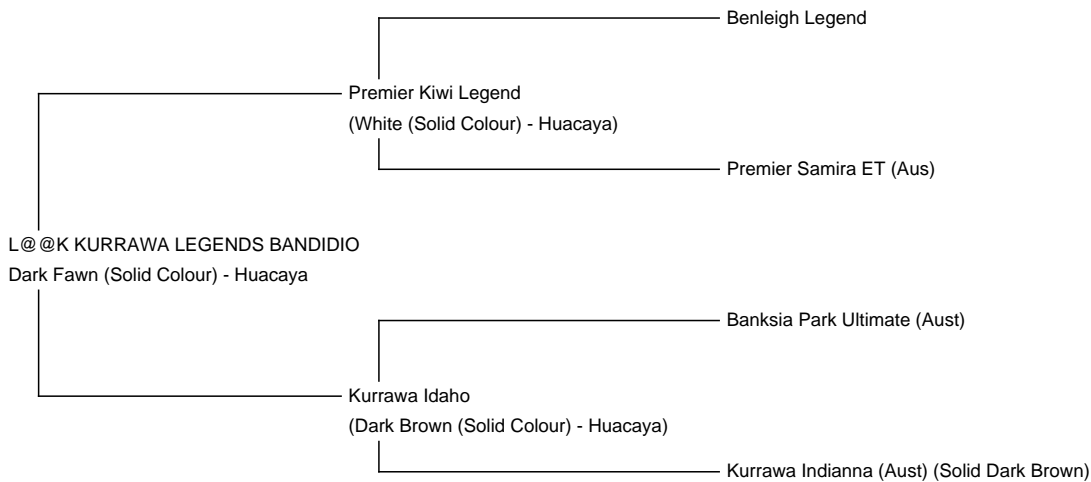 Benleigh Legend
Premier Kiwi Legend
(White (Solid Colour) - Huacaya)
Premier Samira ET (Aus)
L@@K KURRAWA LEGENDS BANDIDIO
Dark Fawn (Solid Colour) - Huacaya
Banksia Park Ultimate (Aust)
Kurrawa Idaho
(Dark Brown (Solid Colour) - Huacaya)
Kurrawa Indianna (Aust) (Solid Dark Brown)